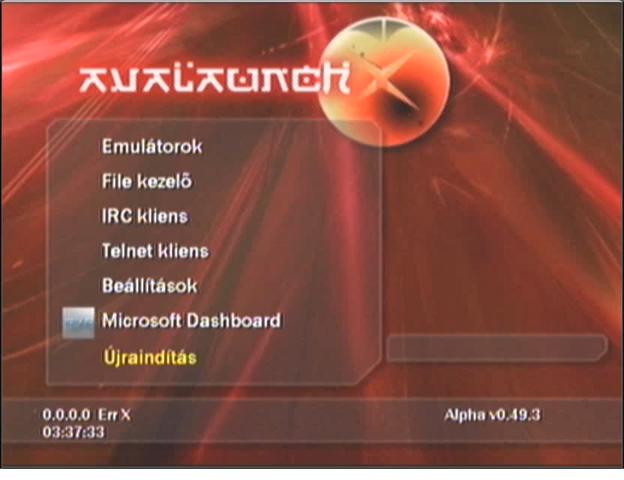 AVALAUNCH
Emulátorok
File kezelõ
IRC kliens
Telnet kliens
Beállítások
Microsoft Dashboard
Újraindítás
0.0.0.0 Err X
Alpha v0.49.3
03:37:33